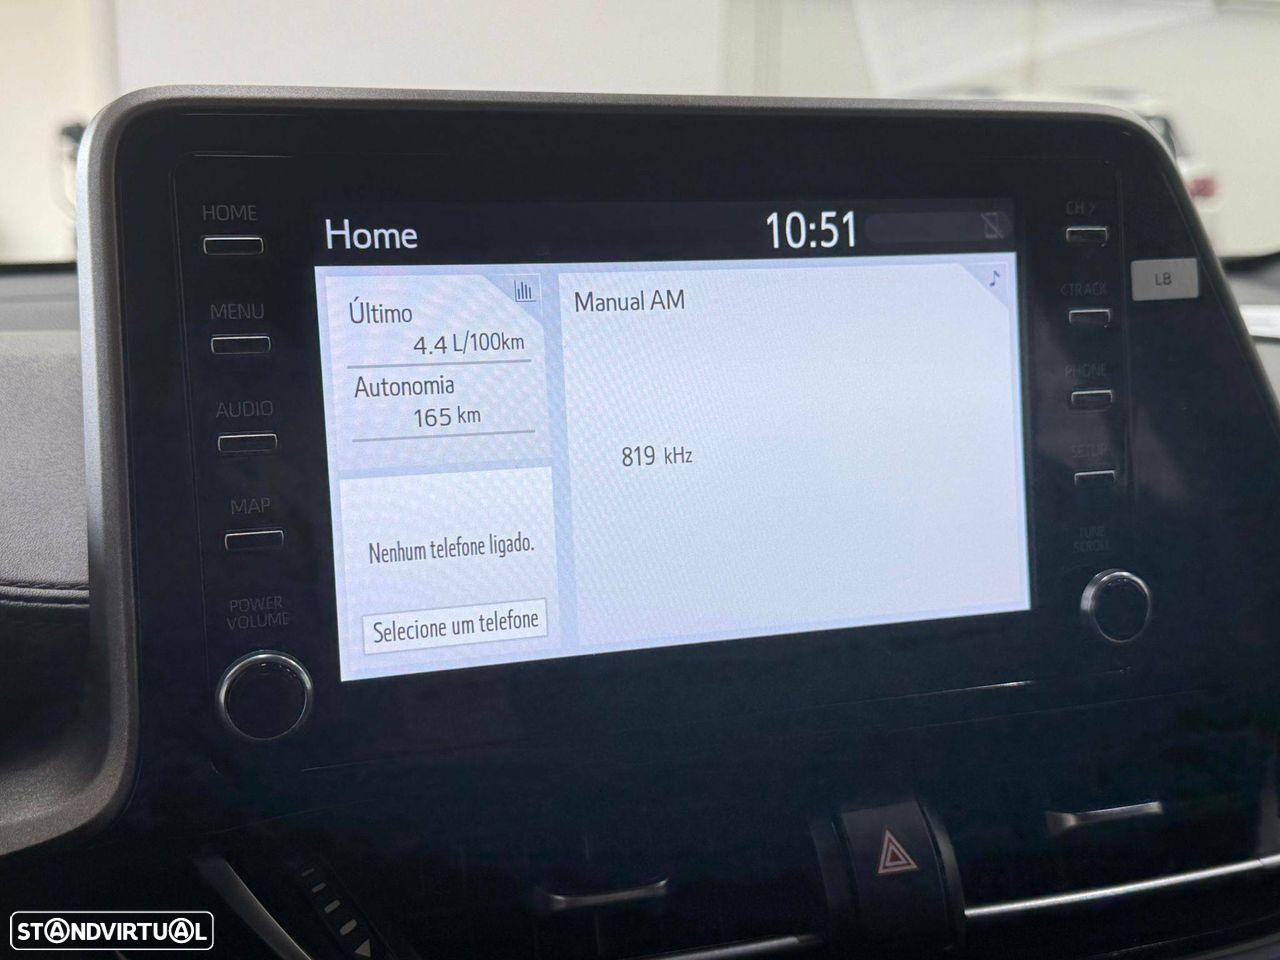 HOME
MENU
AUDIO
MAP
POWER
VOLUME
Home
10:51
Último
4.4 L/100km
Autonomia
165 km
Nenhum telefone ligado.
Selecione um telefone
Manual AM
819 kHz
CH >
<TRACK
PHONE
SETUP
TUNE
SCROLL
LB
STANDVIRTUAL